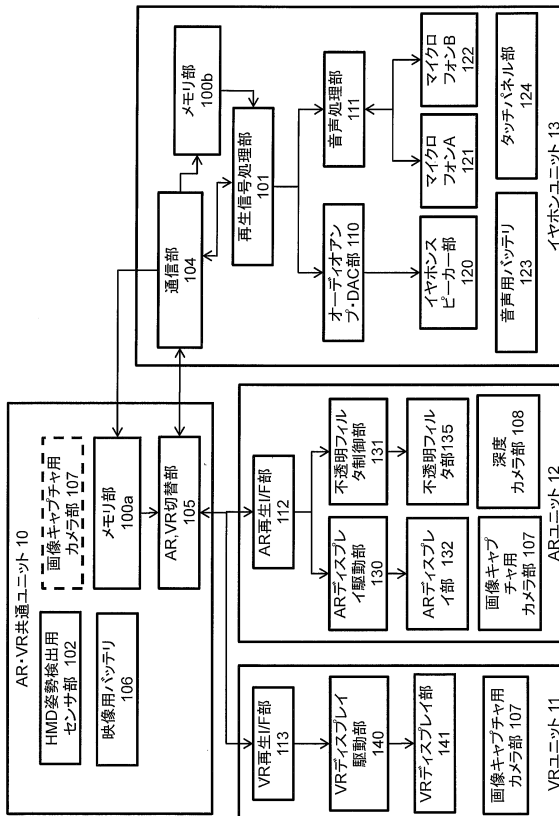 AR・VR共通ユニット 10
HMD姿勢検出用
センサ部 102
映像用バッテリ
106
画像キャプチャ用
カメラ部 107
メモリ部
100a
AR,VR切替部
105
通信部
104
メモリ部
100b
再生信号処理部
101
オーディオアン
プ・DAC部 110
音声処理部
111
イヤホンス
ピーカー部
120
マイクロ
フォンA
121
マイクロ
フォンB
122
音声用バッテリ
123
タッチパネル部
124
イヤホンユニット 13
VR再生I/F部
113
VRディスプレイ
駆動部
140
VRディスプレイ部
141
画像キャプチャ用
カメラ部 107
VRユニット 11
AR再生I/F部
112
ARディスプレ
イ駆動部
130
不透明フィル
タ制御部
131
ARディスプレ
イ部 132
不透明フィル
タ部135
画像キャプ
チャ用
カメラ部 107
深度
カメラ部 108
ARユニット 12